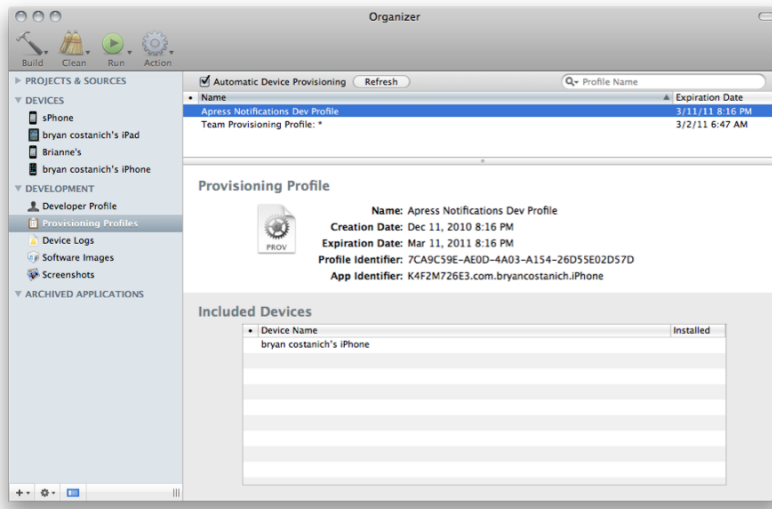 Organizer
Build Clean Run Action
PROJECTS & SOURCES
DEVICES
sPhone
bryan costanich's iPad
Brianne's
bryan costanich's iPhone
DEVELOPMENT
Developer Profile
Provisioning Profiles
Device Logs
Software Images
Screenshots
ARCHIVED APPLICATIONS
Automatic Device Provisioning Refresh Profile Name
• Name Expiration Date
Apress Notifications Dev Profile 3/11/11 8:16 PM
Team Provisioning Profile: * 3/2/11 6:47 AM
Provisioning Profile
PROV
Name: Apress Notifications Dev Profile
Creation Date: Dec 11, 2010 8:16 PM
Expiration Date: Mar 11, 2011 8:16 PM
Profile Identifier: 7CA9C59E-AE0D-4A03-A154-26D55E02D57D
App Identifier: K4F2M726E3.com.bryancostanich.iPhone
Included Devices
• Device Name Installed
bryan costanich's iPhone